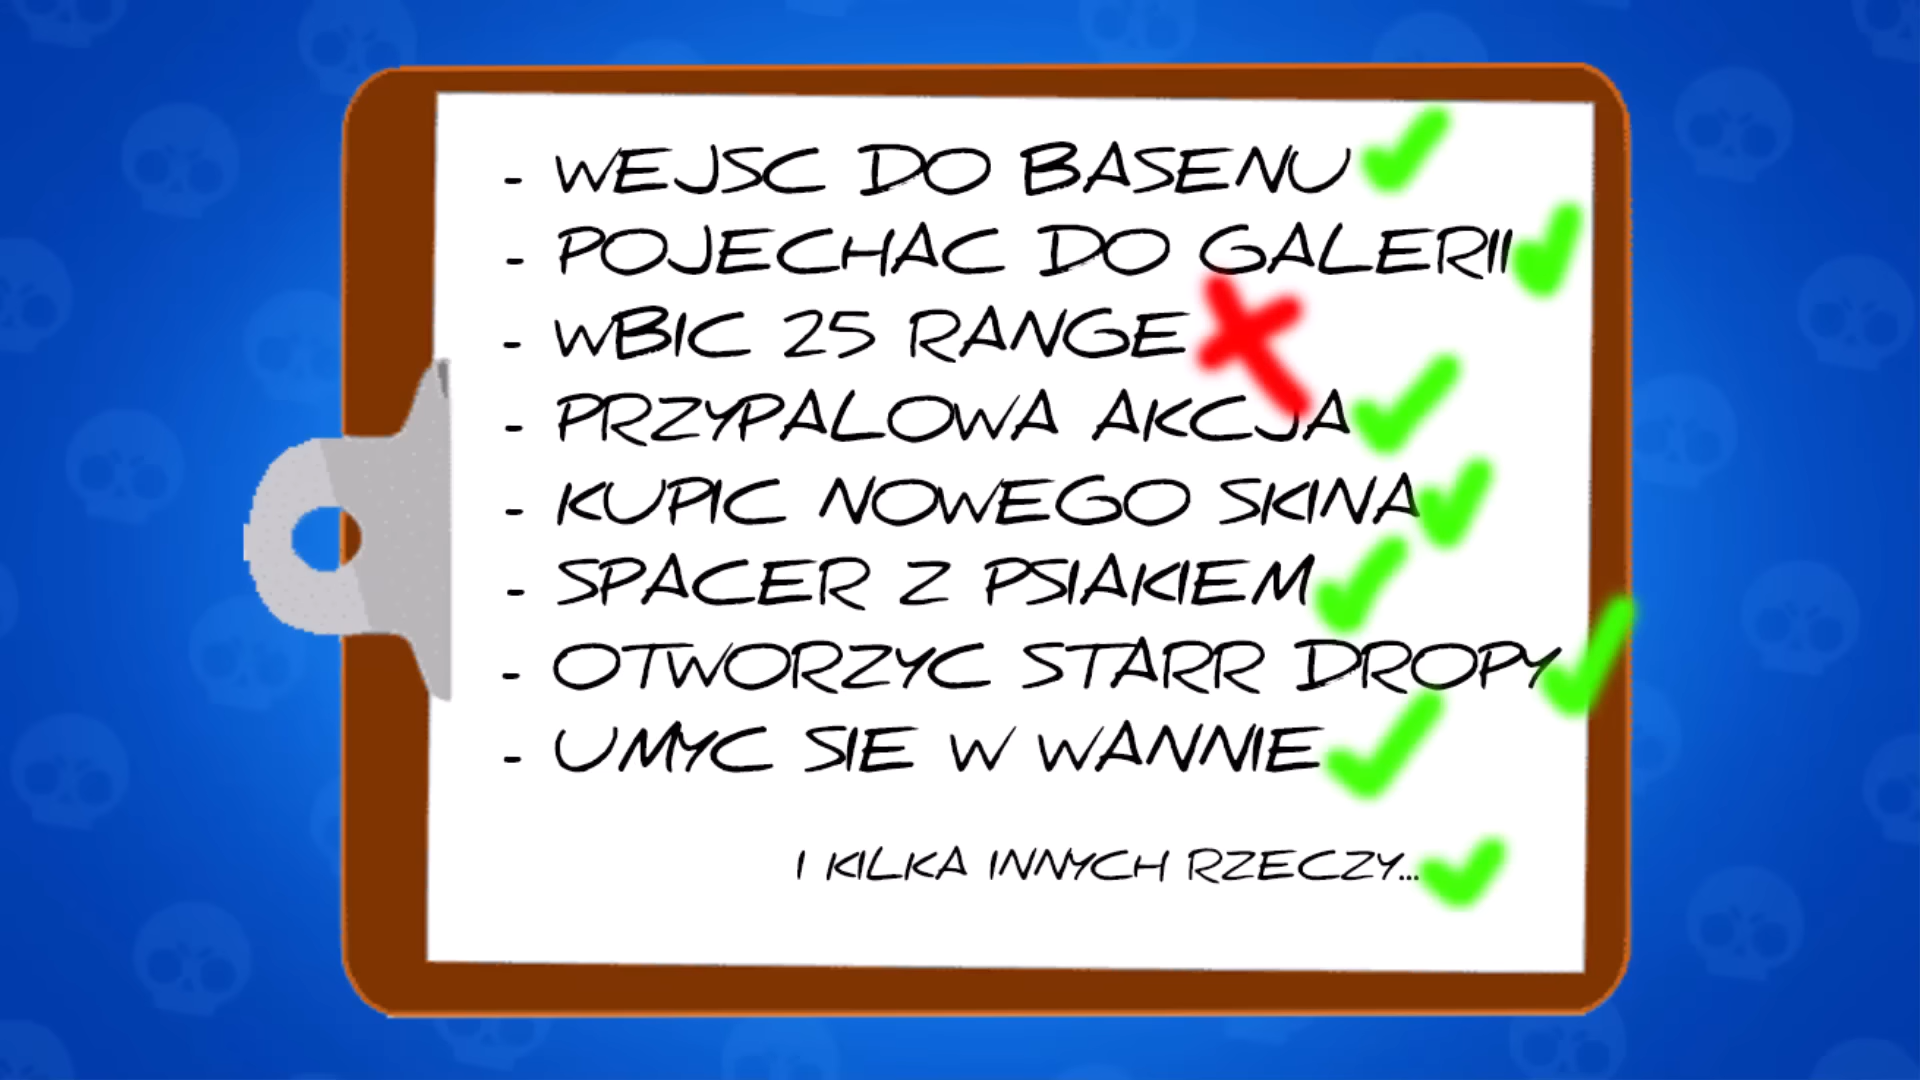 - WEJSC DO BASENU
- POJECHAC DO GALERII
- WBIC 25 RANGE
- PRZYPALOWA AKCJA
- KUPIC NOWEGO SKINA
- SPACER Z PSIAKIEM
- OTWORZYC STARR DROPY
- UMYC SIE W WANNIE
I KILKA INNYCH RZECZY...